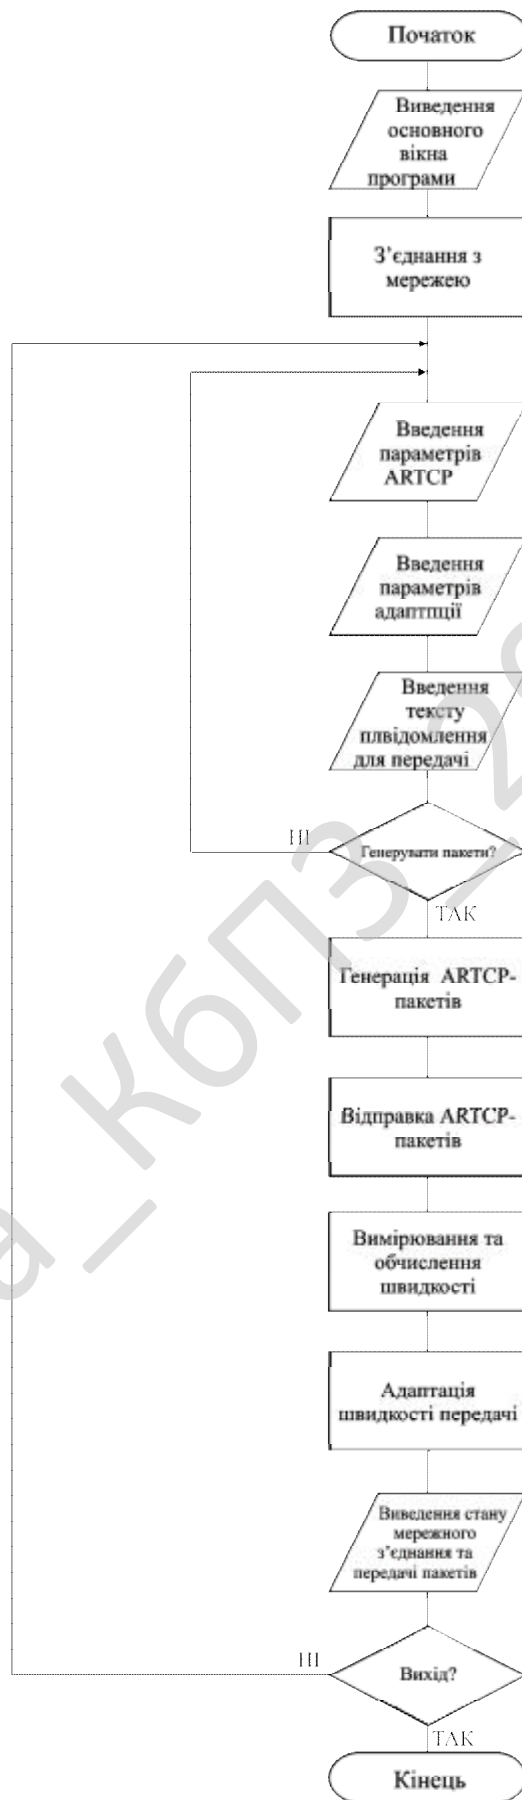 Початок
Виведення
основного
вікна
програми
З’єднання з
мережею
Введення
параметрів
ARTCP
Введення
параметрів
адаптпції
Введення
тексту
плвідомлення
для передачі
НІ
Генерувати пакети?
ТАК
Генерація ARTCP-
пакетів
Відправка ARTCP-
пакетів
Вимірювання та
обчислення
швидкості
Адаптація
швидкості передачі
Виведення стану
мережного
з’єднання та
передачі пакетів
НІ
Вихід?
ТАК
Кінець